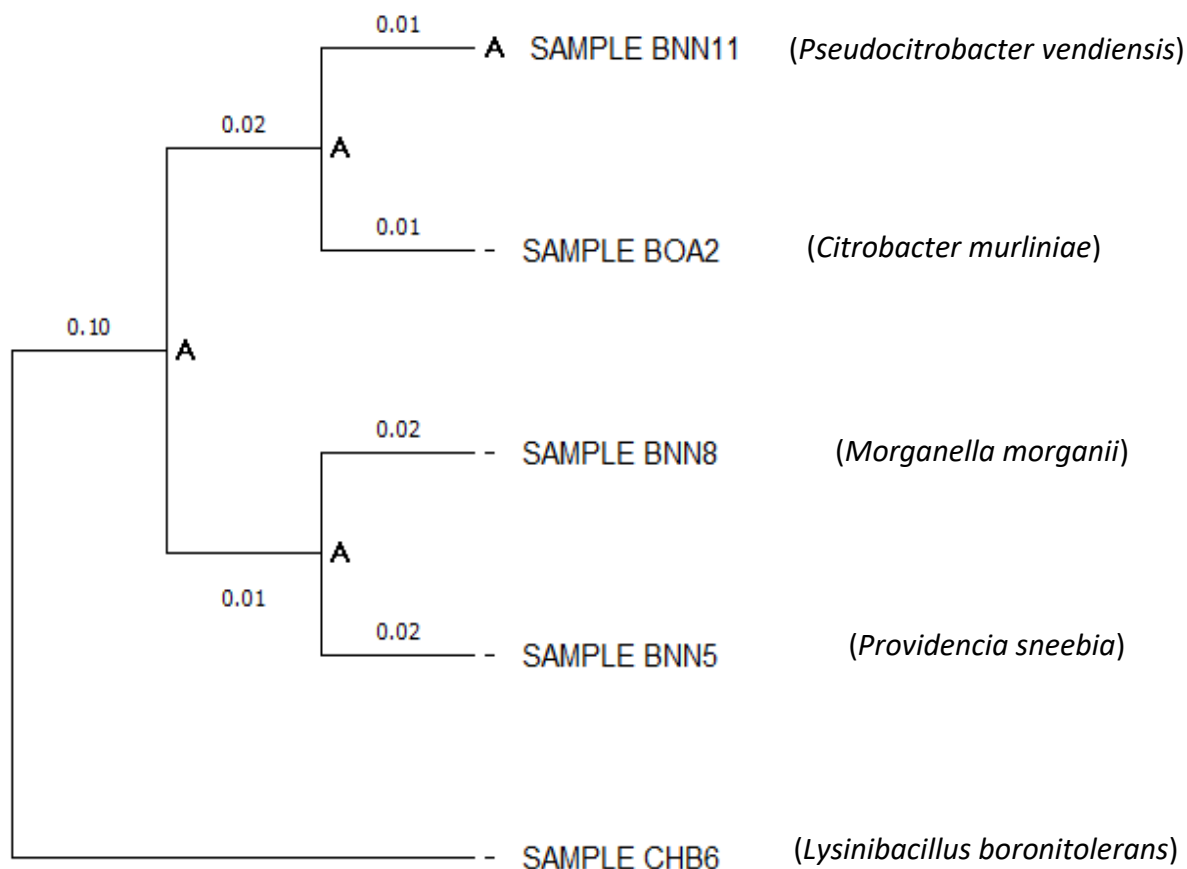 0.01
A SAMPLE BNN11 (Pseudocitrobacter vendiensis)
0.02
A
0.01
- SAMPLE BOA2 (Citrobacter murliniae)
0.10
A
0.02
- SAMPLE BNN8 (Morganella morganii)
A
0.01
0.02
- SAMPLE BNN5 (Providencia sneebia)
- SAMPLE CHB6 (Lysinibacillus boronitolerans)